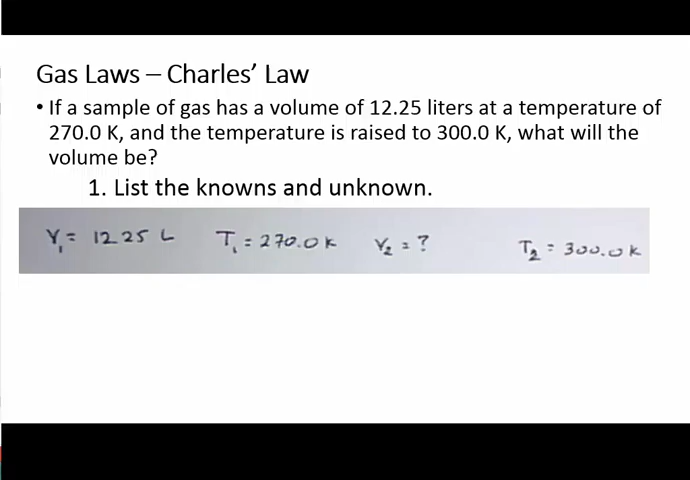 Gas Laws – Charles’ Law
• If a sample of gas has a volume of 12.25 liters at a temperature of
270.0 K, and the temperature is raised to 300.0 K, what will the
volume be?
1. List the knowns and unknown.
V₁ = 12.25 L T₁ = 270.0 K V₂ = ? T₂ = 300.0 K